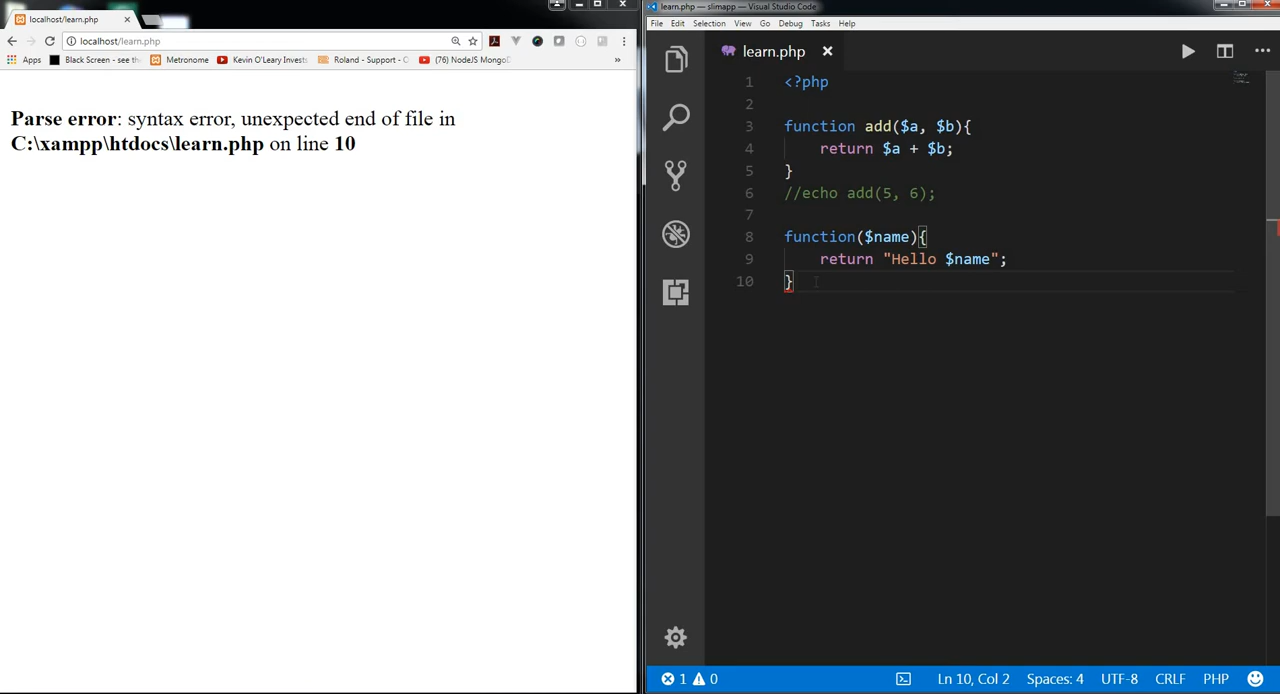 localhost/learn.php
localhost/learn.php
Apps Black Screen - see the Metronome Kevin O'Leary Invest Roland - Support - C (76) NodeJS MongoD »
Parse error: syntax error, unexpected end of file in
C:\xampp\htdocs\learn.php on line 10
learn.php — slimapp — Visual Studio Code
File Edit Selection View Go Debug Tasks Help
learn.php
1 <?php
2
3 function add($a, $b){
4 return $a + $b;
5 }
6 //echo add(5, 6);
7
8 function($name){
9 return "Hello $name";
10 }
1 0 Ln 10, Col 2 Spaces: 4 UTF-8 CRLF PHP